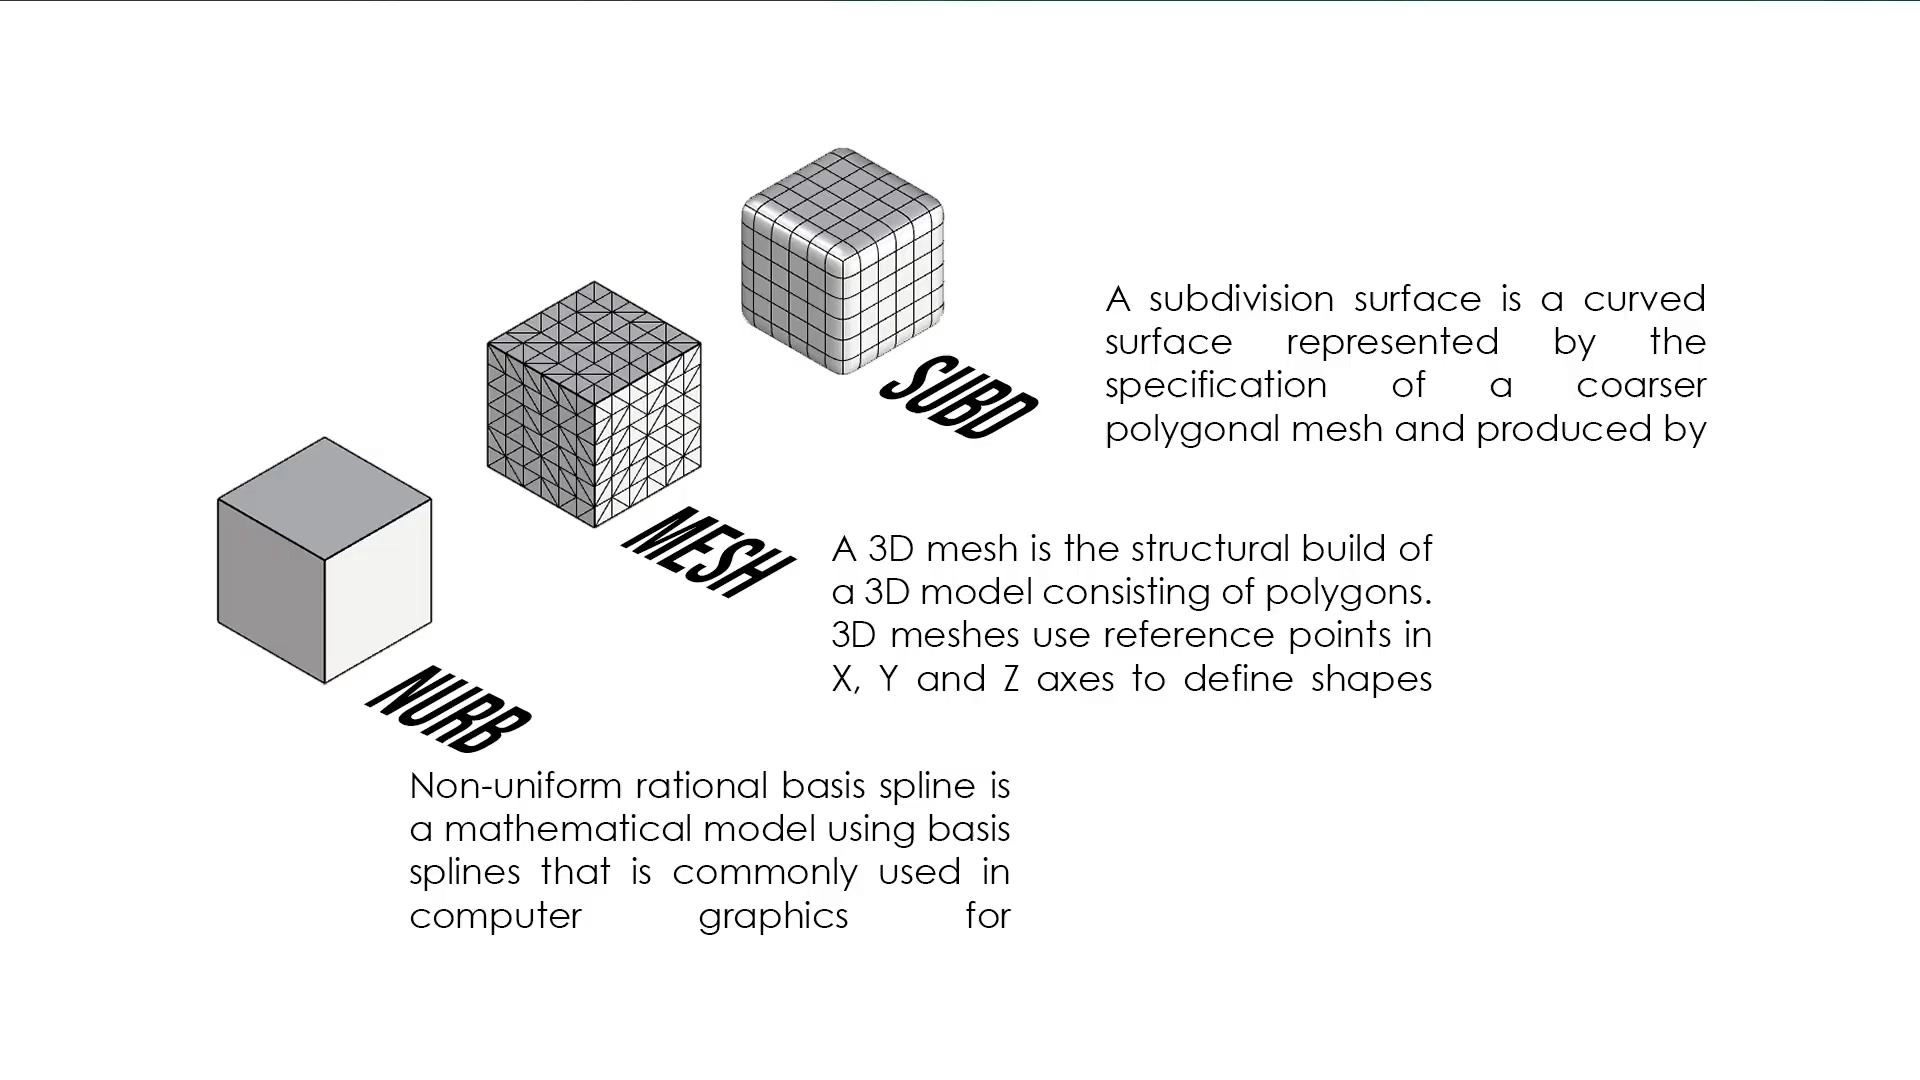 SUBD
A subdivision surface is a curved
surface represented by the
specification of a coarser
polygonal mesh and produced by
MESH
A 3D mesh is the structural build of
a 3D model consisting of polygons.
3D meshes use reference points in
X, Y and Z axes to define shapes
NURB
Non-uniform rational basis spline is
a mathematical model using basis
splines that is commonly used in
computer graphics for